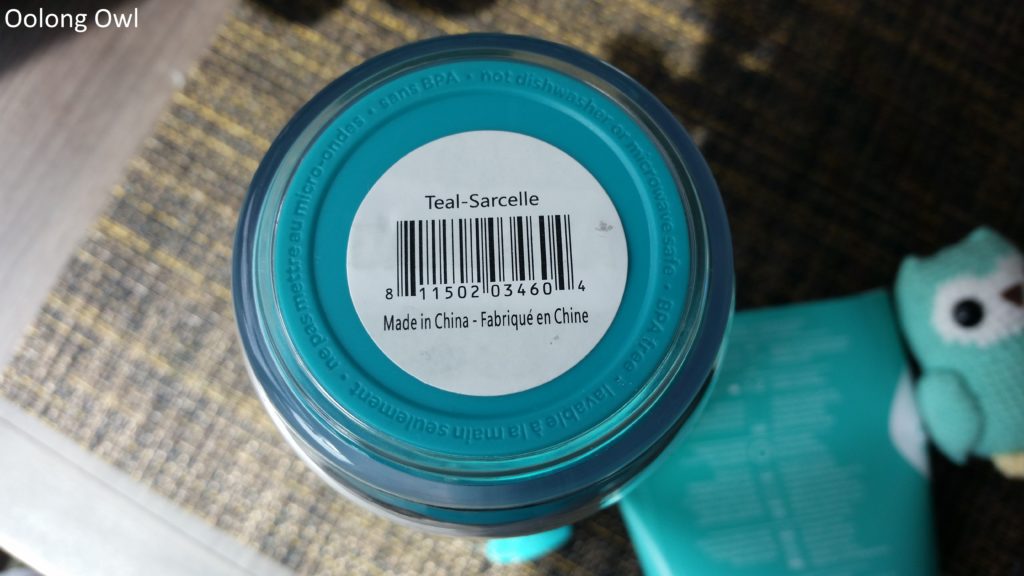 Oolong Owl
not dishwasher or microwave safe • BPA free • lavable à la main seulement • ne pas mettre au micro-ondes • sans BPA •
Teal-Sarcelle
8 11502 03460 4
Made in China - Fabriqué en Chine